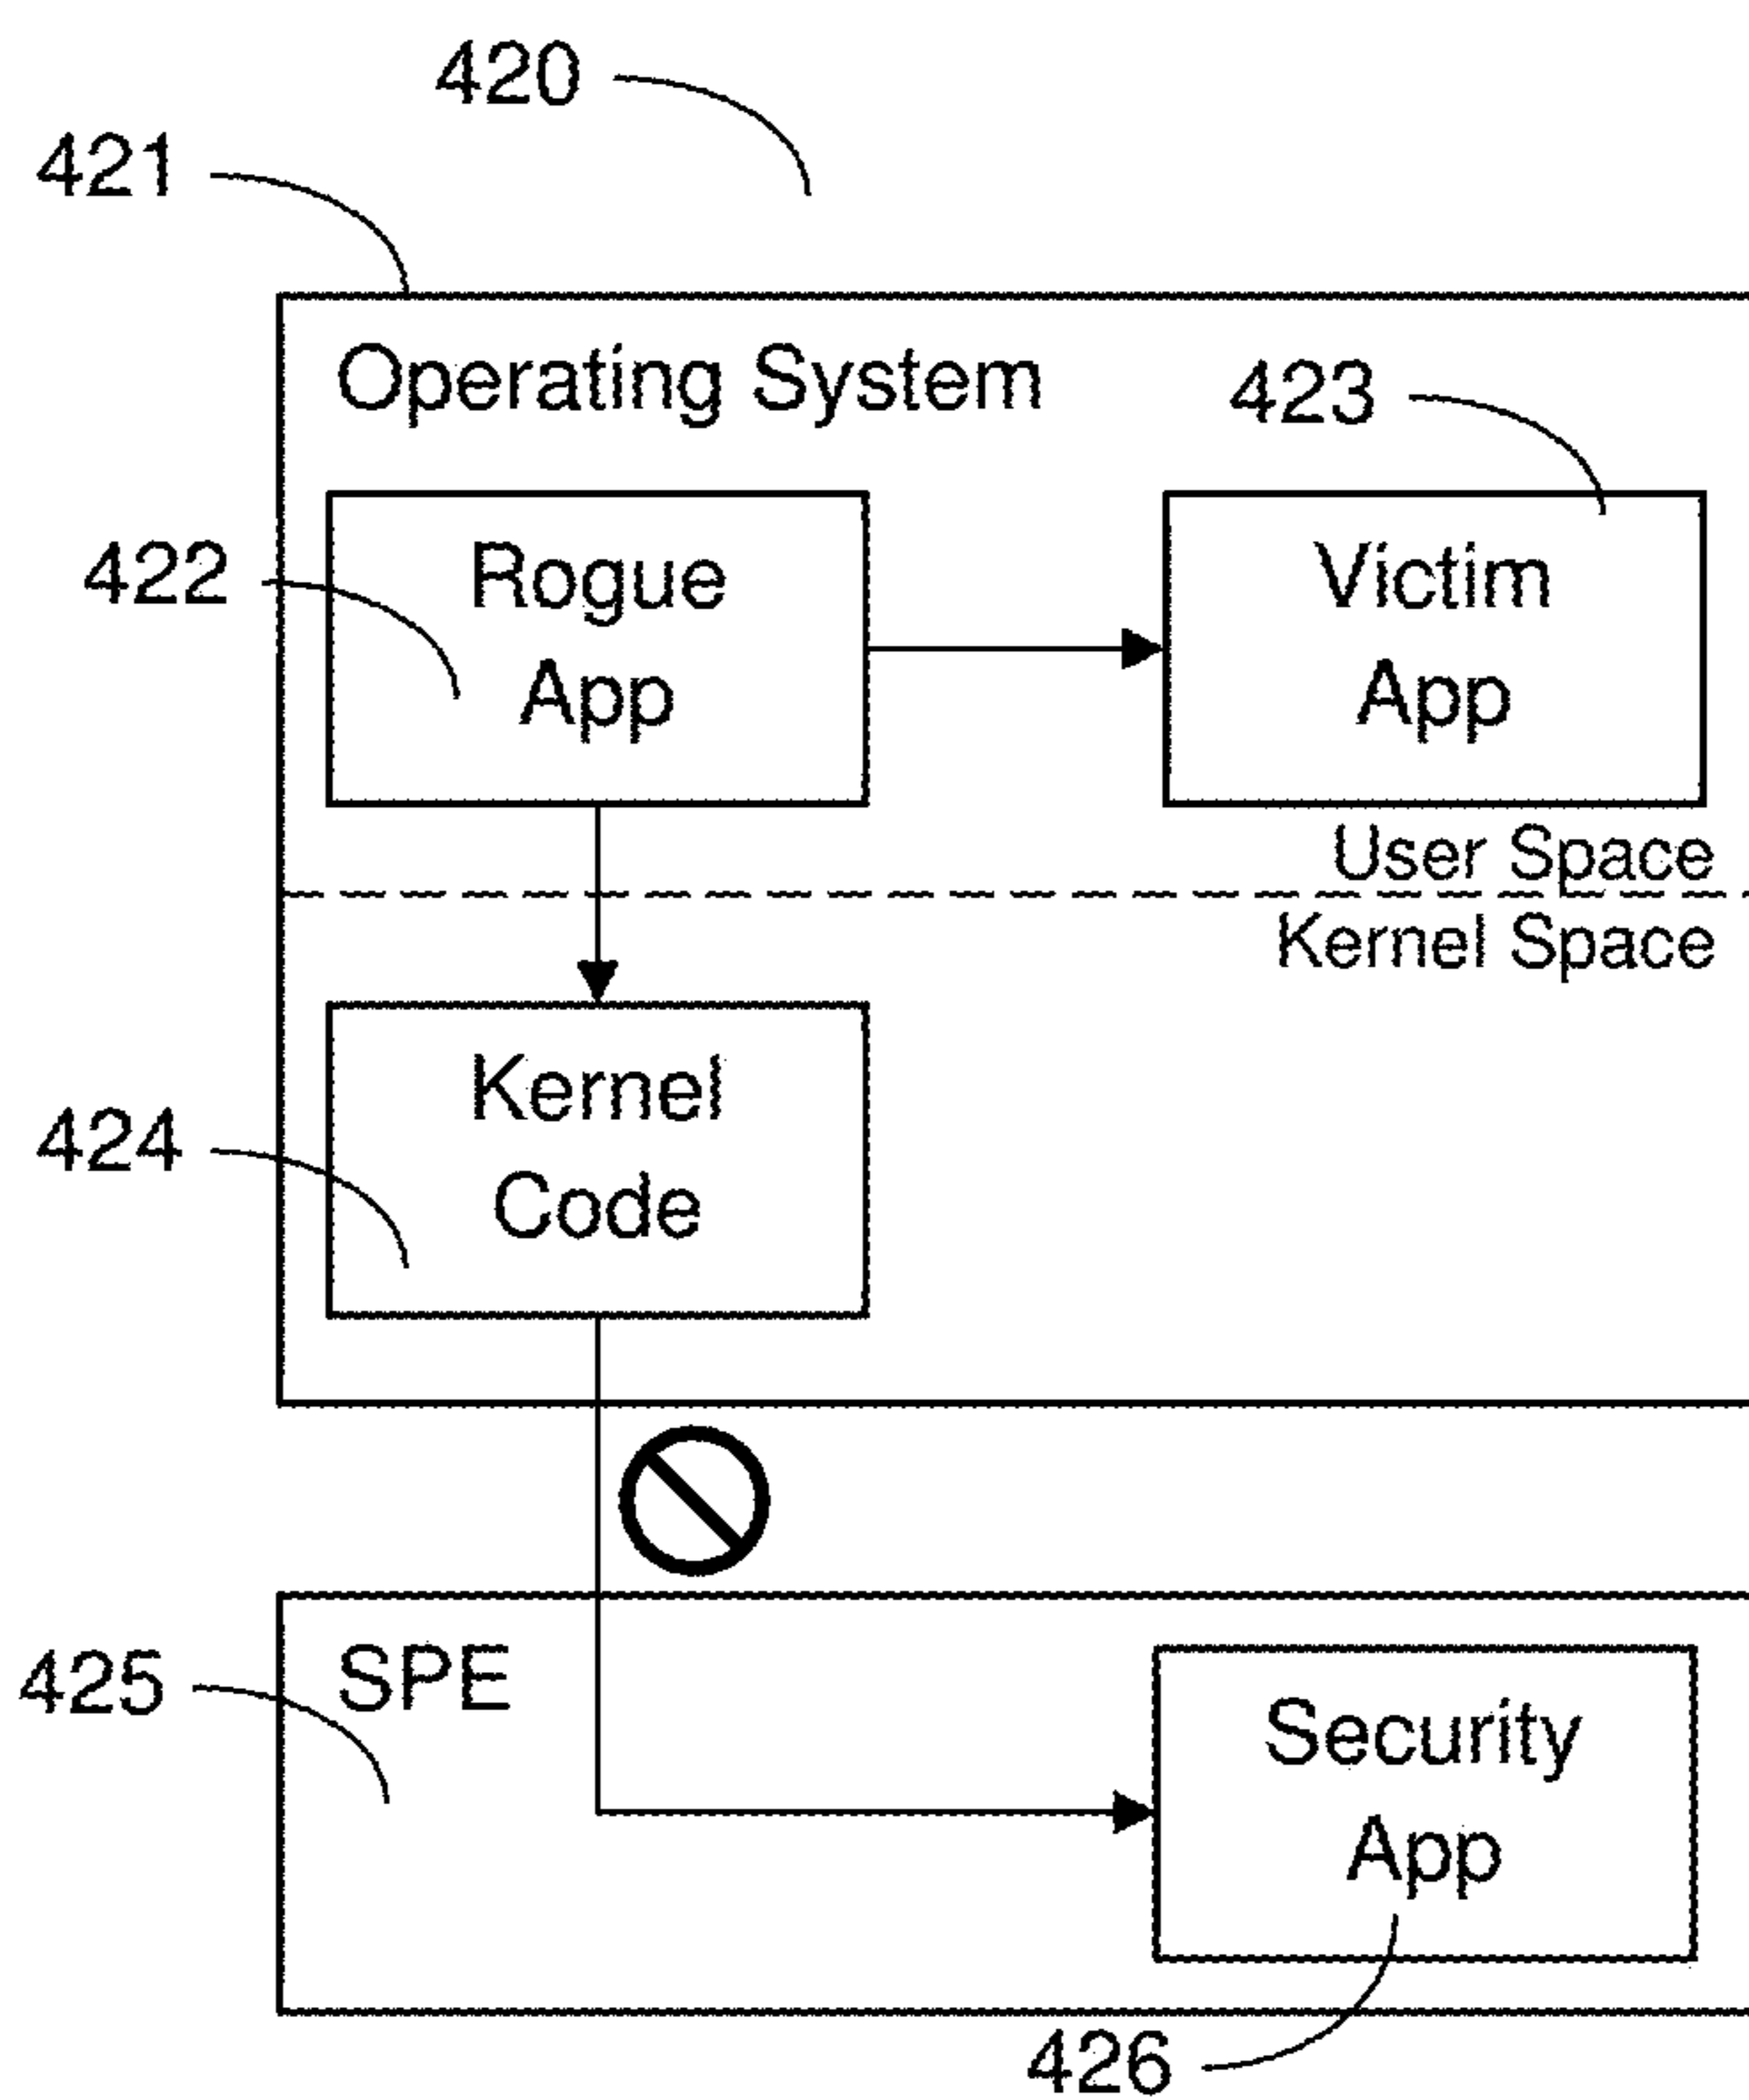 420
421
Operating System
423
422
Rogue
App
Victim
App
User Space
Kernel Space
424
Kernel
Code
425
SPE
Security
App
426